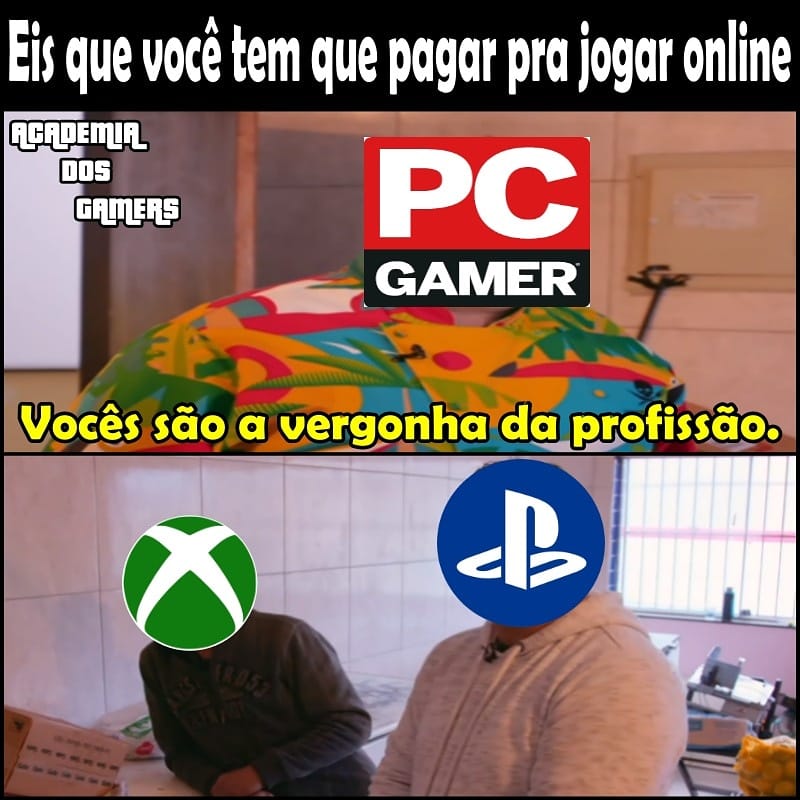 Eis que você tem que pagar pra jogar online
ACADEMIA
DOS
GAMERS
PC
GAMER
Vocês são a vergonha da profissão.